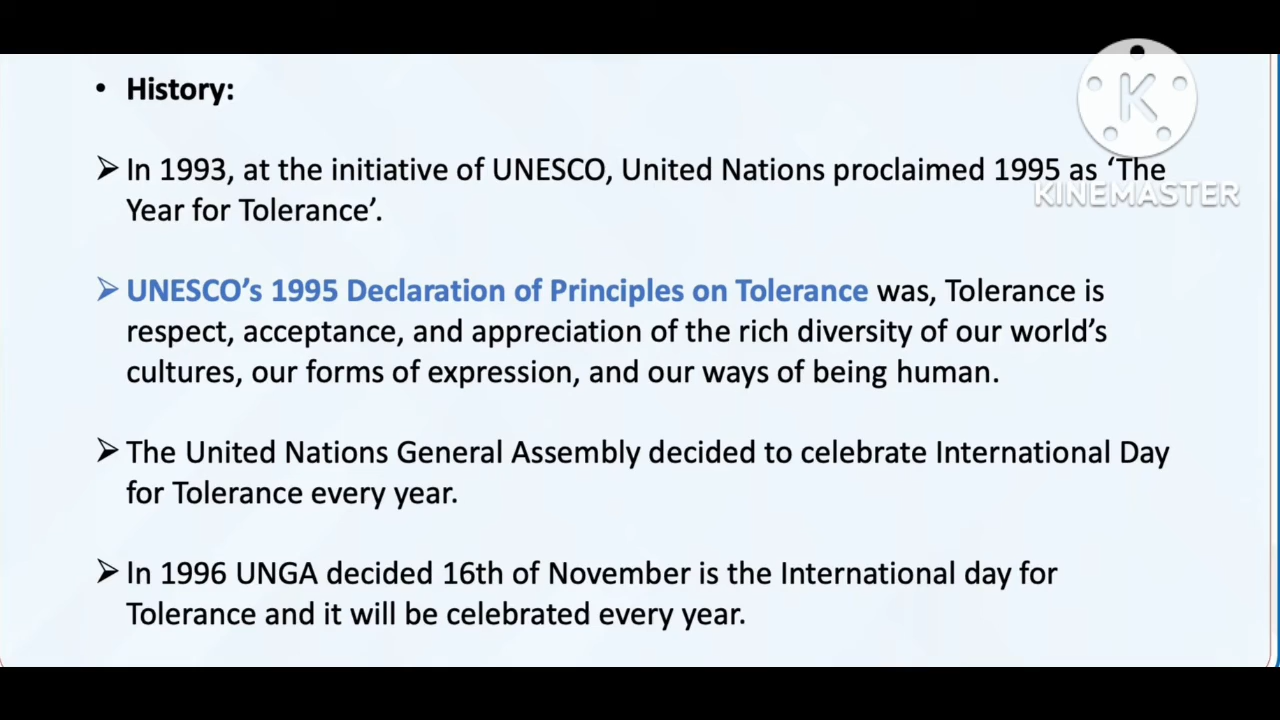 • History:
➢ In 1993, at the initiative of UNESCO, United Nations proclaimed 1995 as ‘The
Year for Tolerance’.
➢ UNESCO’s 1995 Declaration of Principles on Tolerance was, Tolerance is
respect, acceptance, and appreciation of the rich diversity of our world’s
cultures, our forms of expression, and our ways of being human.
➢ The United Nations General Assembly decided to celebrate International Day
for Tolerance every year.
➢ In 1996 UNGA decided 16th of November is the International day for
Tolerance and it will be celebrated every year.
K
KINEMASTER